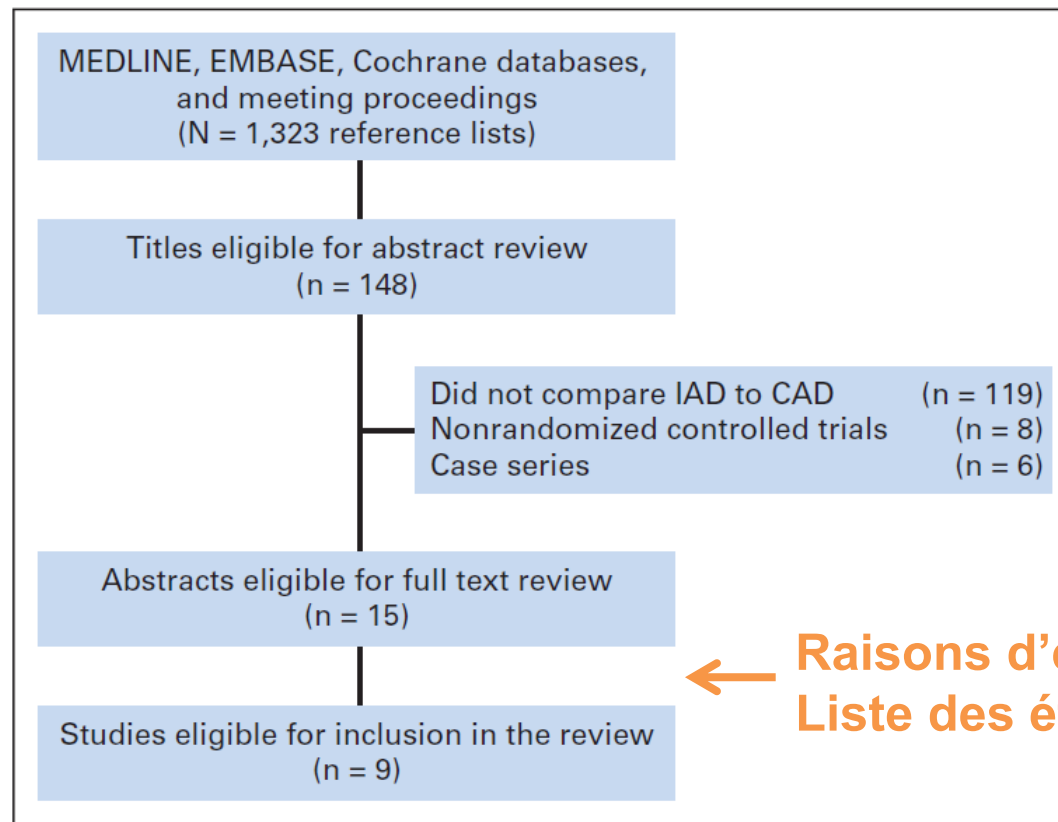 MEDLINE, EMBASE, Cochrane databases,
and meeting proceedings
(N = 1,323 reference lists)
Titles eligible for abstract review
(n = 148)
Did not compare IAD to CAD (n = 119)
Nonrandomized controlled trials (n = 8)
Case series (n = 6)
Abstracts eligible for full text review
(n = 15)
Raisons
Liste des
Studies eligible for inclusion in the review
(n = 9)